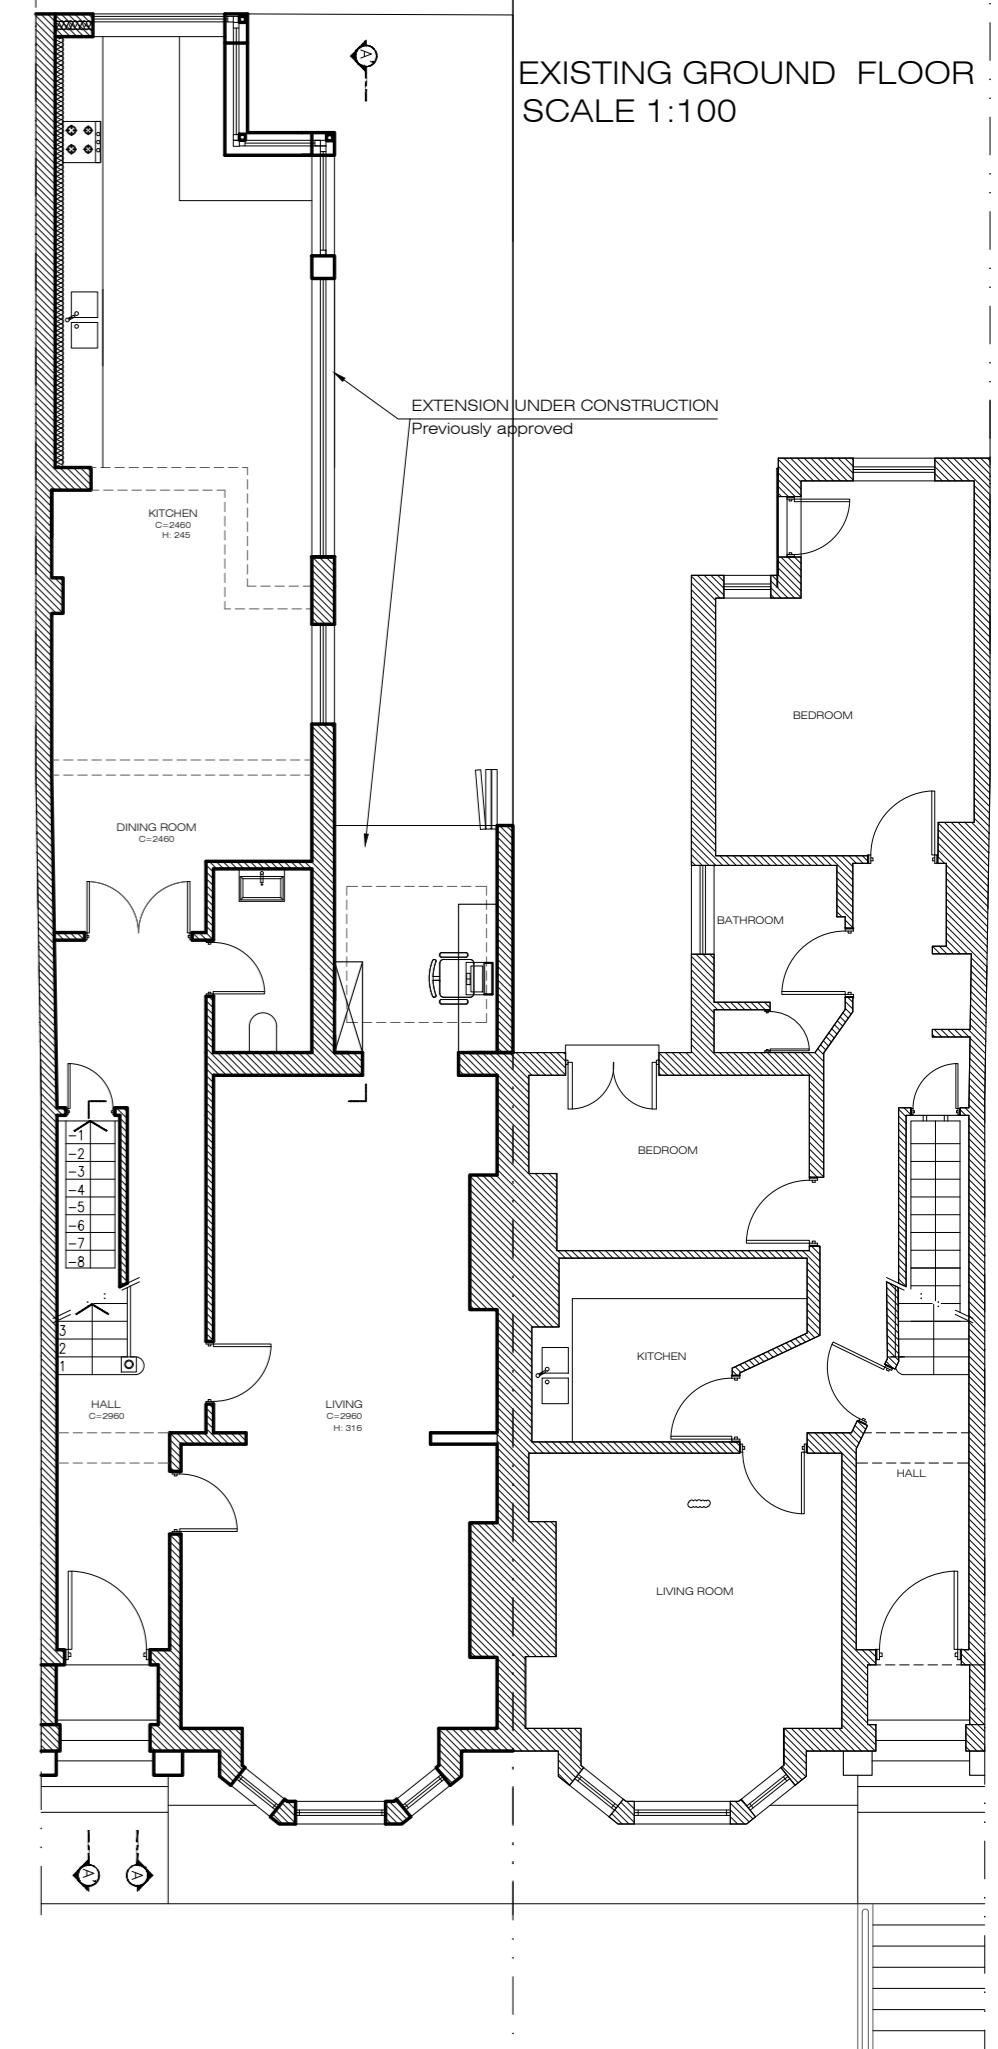 A'
EXISTING GROUND FLOOR
SCALE 1:100
EXTENSION UNDER CONSTRUCTION
Previously approved
KITCHEN
C=2460
H: 245
BEDROOM
DINING ROOM
C=2460
BATHROOM
-1
-2
-3
-4
-5
-6
-7
-8
BEDROOM
3
2
1
KITCHEN
HALL
C=2960
LIVING
C=2960
H: 316
HALL
LIVING ROOM
A'
A